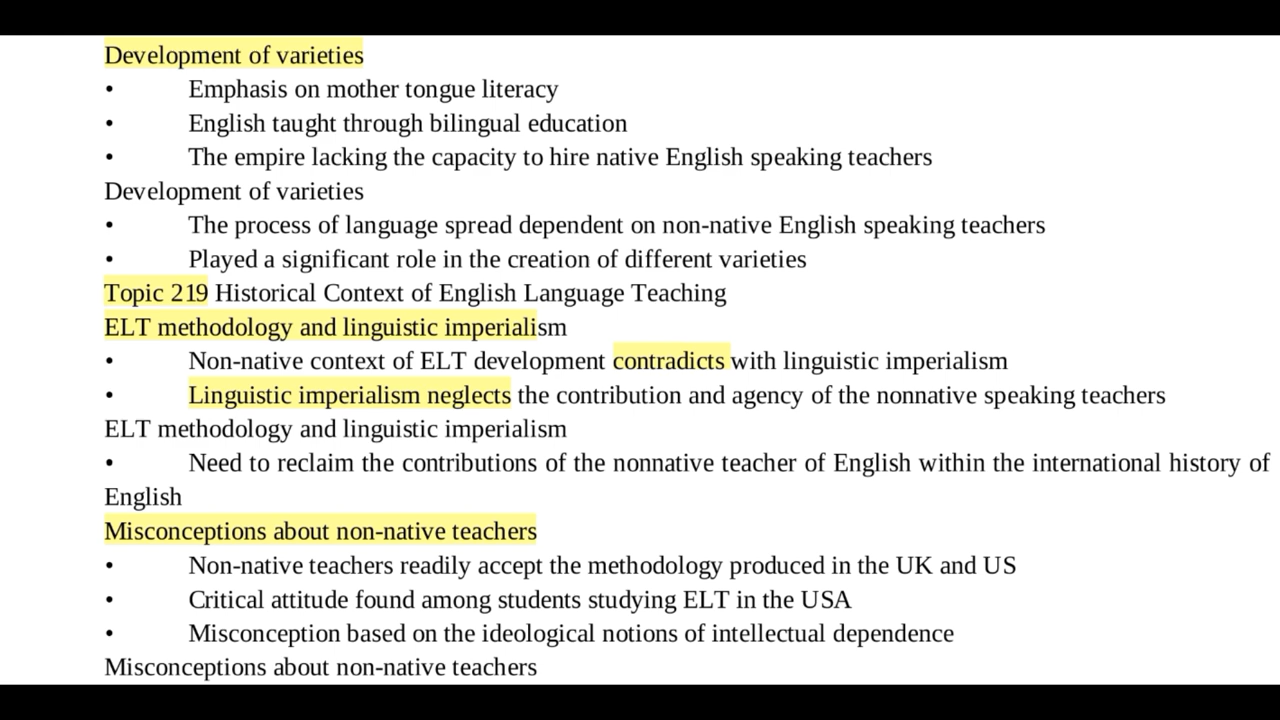 Development of varieties
• Emphasis on mother tongue literacy
• English taught through bilingual education
• The empire lacking the capacity to hire native English speaking teachers
Development of varieties
• The process of language spread dependent on non-native English speaking teachers
• Played a significant role in the creation of different varieties
Topic 219 Historical Context of English Language Teaching
ELT methodology and linguistic imperialism
• Non-native context of ELT development contradicts with linguistic imperialism
• Linguistic imperialism neglects the contribution and agency of the nonnative speaking teachers
ELT methodology and linguistic imperialism
• Need to reclaim the contributions of the nonnative teacher of English within the international history of
English
Misconceptions about non-native teachers
• Non-native teachers readily accept the methodology produced in the UK and US
• Critical attitude found among students studying ELT in the USA
• Misconception based on the ideological notions of intellectual dependence
Misconceptions about non-native teachers